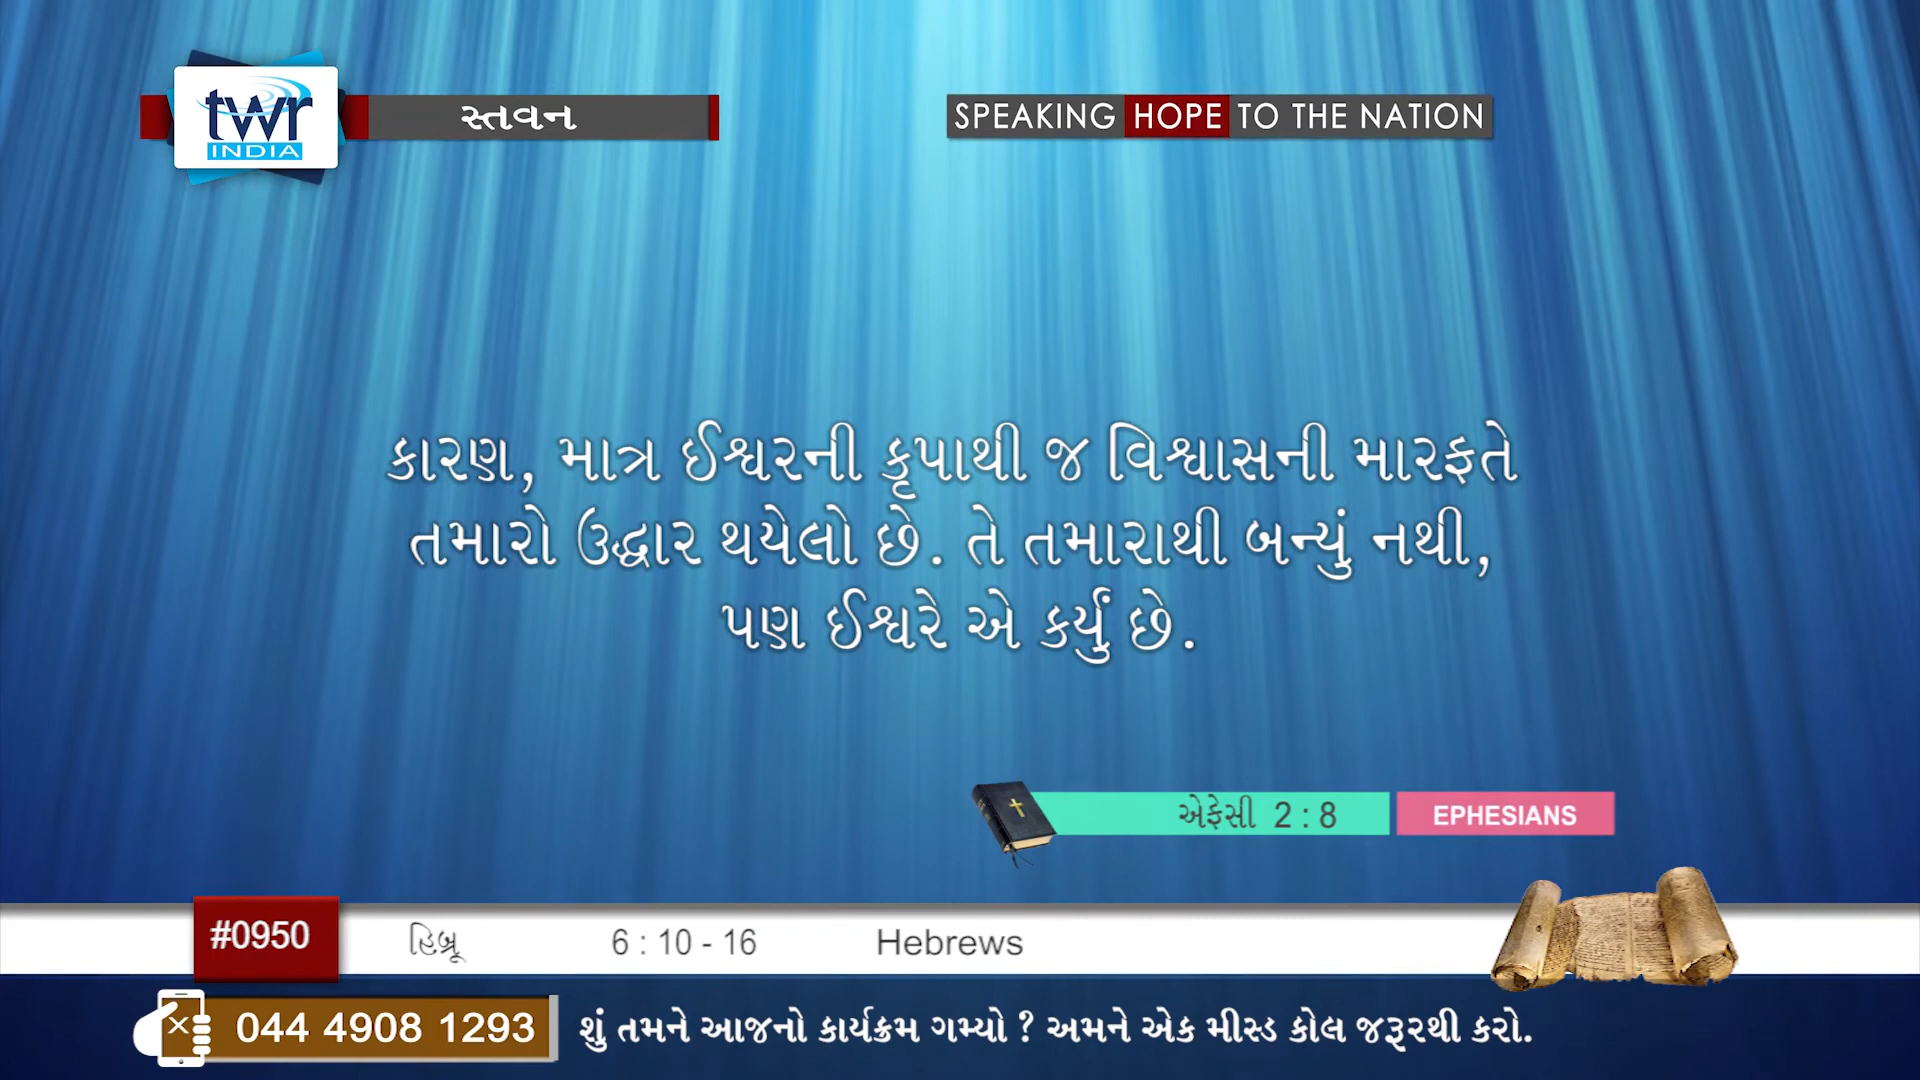 twr
INDIA
સ્તવન
SPEAKING HOPE TO THE NATION
કારણ, માત્ર ઈશ્વરની કૃપાથી જ વિશ્વાસની મારફતે
તમારો ઉદ્ધાર થયેલો છે. તે તમારાથી બન્યું નથી,
પણ ઈશ્વરે એ કર્યું છે.
એફેસી 2 : 8 EPHESIANS
#0950 હિબ્રૂ 6 : 10 - 16 Hebrews
044 4908 1293 શું તમને આજનો કાર્યક્રમ ગમ્યો ? અમને એક મીસ્ડ કોલ જરૂરથી કરો.